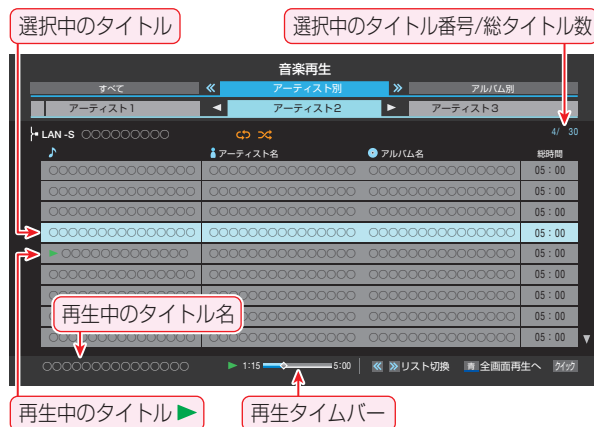 選択中のタイトル
選択中のタイトル番号/総タイトル数
音楽再生
すべて
アーティスト別
アルバム別
アーティスト1
アーティスト2
アーティスト3
LAN -S ○○○○○○○○○
4/ 30
♪
アーティスト名
アルバム名
総時間
○○○○○○○○○○○○○○○ ○○○○○○○○○○○○○○○ ○○○○○○○○○○○○○○○ 05:00
○○○○○○○○○○○○○○○ ○○○○○○○○○○○○○○○ ○○○○○○○○○○○○○○○ 05:00
○○○○○○○○○○○○○○○ ○○○○○○○○○○○○○○○ ○○○○○○○○○○○○○○○ 05:00
○○○○○○○○○○○○○○○ ○○○○○○○○○○○○○○○ ○○○○○○○○○○○○○○○ 05:00
▶ ○○○○○○○○○○○○○ ○○○○○○○○○○○○○○○ ○○○○○○○○○○○○○○○ 05:00
○○○○○○○○○○○○○○○ ○○○○○○○○○○○○○○○ ○○○○○○○○○○○○○○○ 05:00
○○○○○○○○○○○○○○○ ○○○○○○○○○○○○○○○ ○○○○○○○○○○○○○○○ 05:00
05:00
05:00
再生中のタイトル名
○○○○○○○○○○○○○○○
▶ 1:15
5:00
リスト切換
青 全画面再生へ
クイック
再生中のタイトル ▶
再生タイムバー